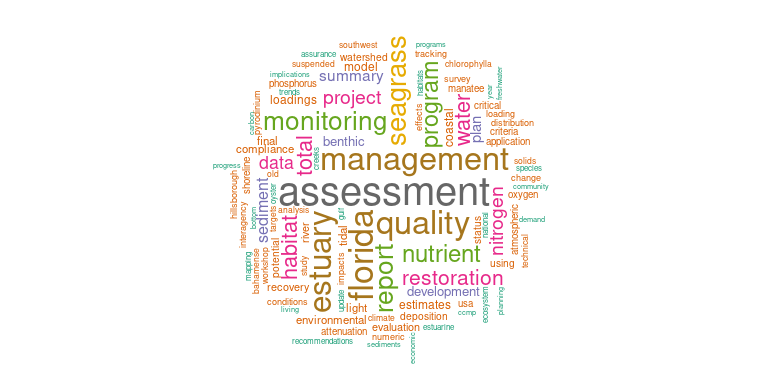 southwest
programs
assurance
watershed
tracking
suspended
model
chlorophylla
implications
summary
seagrass
habitats
survey
phosphorus
manatee
year
freshwater
trends
loadings
project
program
water
critical
effects
coastal
plan
loading
carbon
pyrodinium
monitoring
distribution
criteria
final
total
benthic
application
compliance
data
creeks
management
solids
progress
shoreline
old
species
hillsborough
change
community
sediment
oyster
assessment
oxygen
nitrogen
bottom
targets
analysis
gulf
quality
status
national
atmospheric
demand
interagency
habitat
river
tidal
estuary
florida
report
nutrient
technical
mapping
bahamense
workshop
potential
study
impacts
using
restoration
recovery
update
development
ecosystem
planning
conditions
living
light
estimates
usa
ccmp
environmental
climate
deposition
attenuation
evaluation
estuarine
numeric
recommendations
sediments
economic